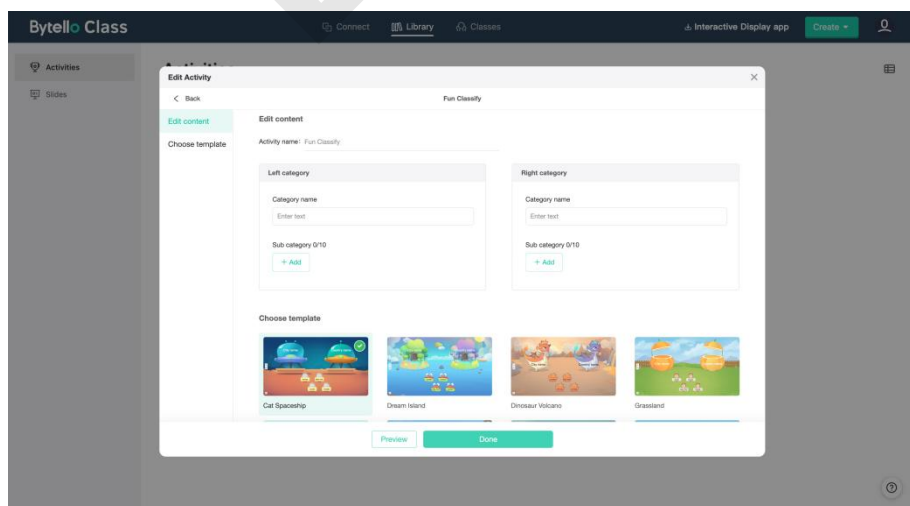 Bytello Class
Connect
Library
Classes
Interactive Display app
Create
Activities
Slides
Edit Activity
Back
Fun Classify
Edit content
Choose template
Edit content
Activity name: Fun Classify
Left category
Category name
Enter text
Sub category 0/10
+ Add
Right category
Category name
Enter text
Sub category 0/10
+ Add
Choose template
Cat Spaceship
Dream Island
Dinosaur Volcano
Grassland
Preview
Done